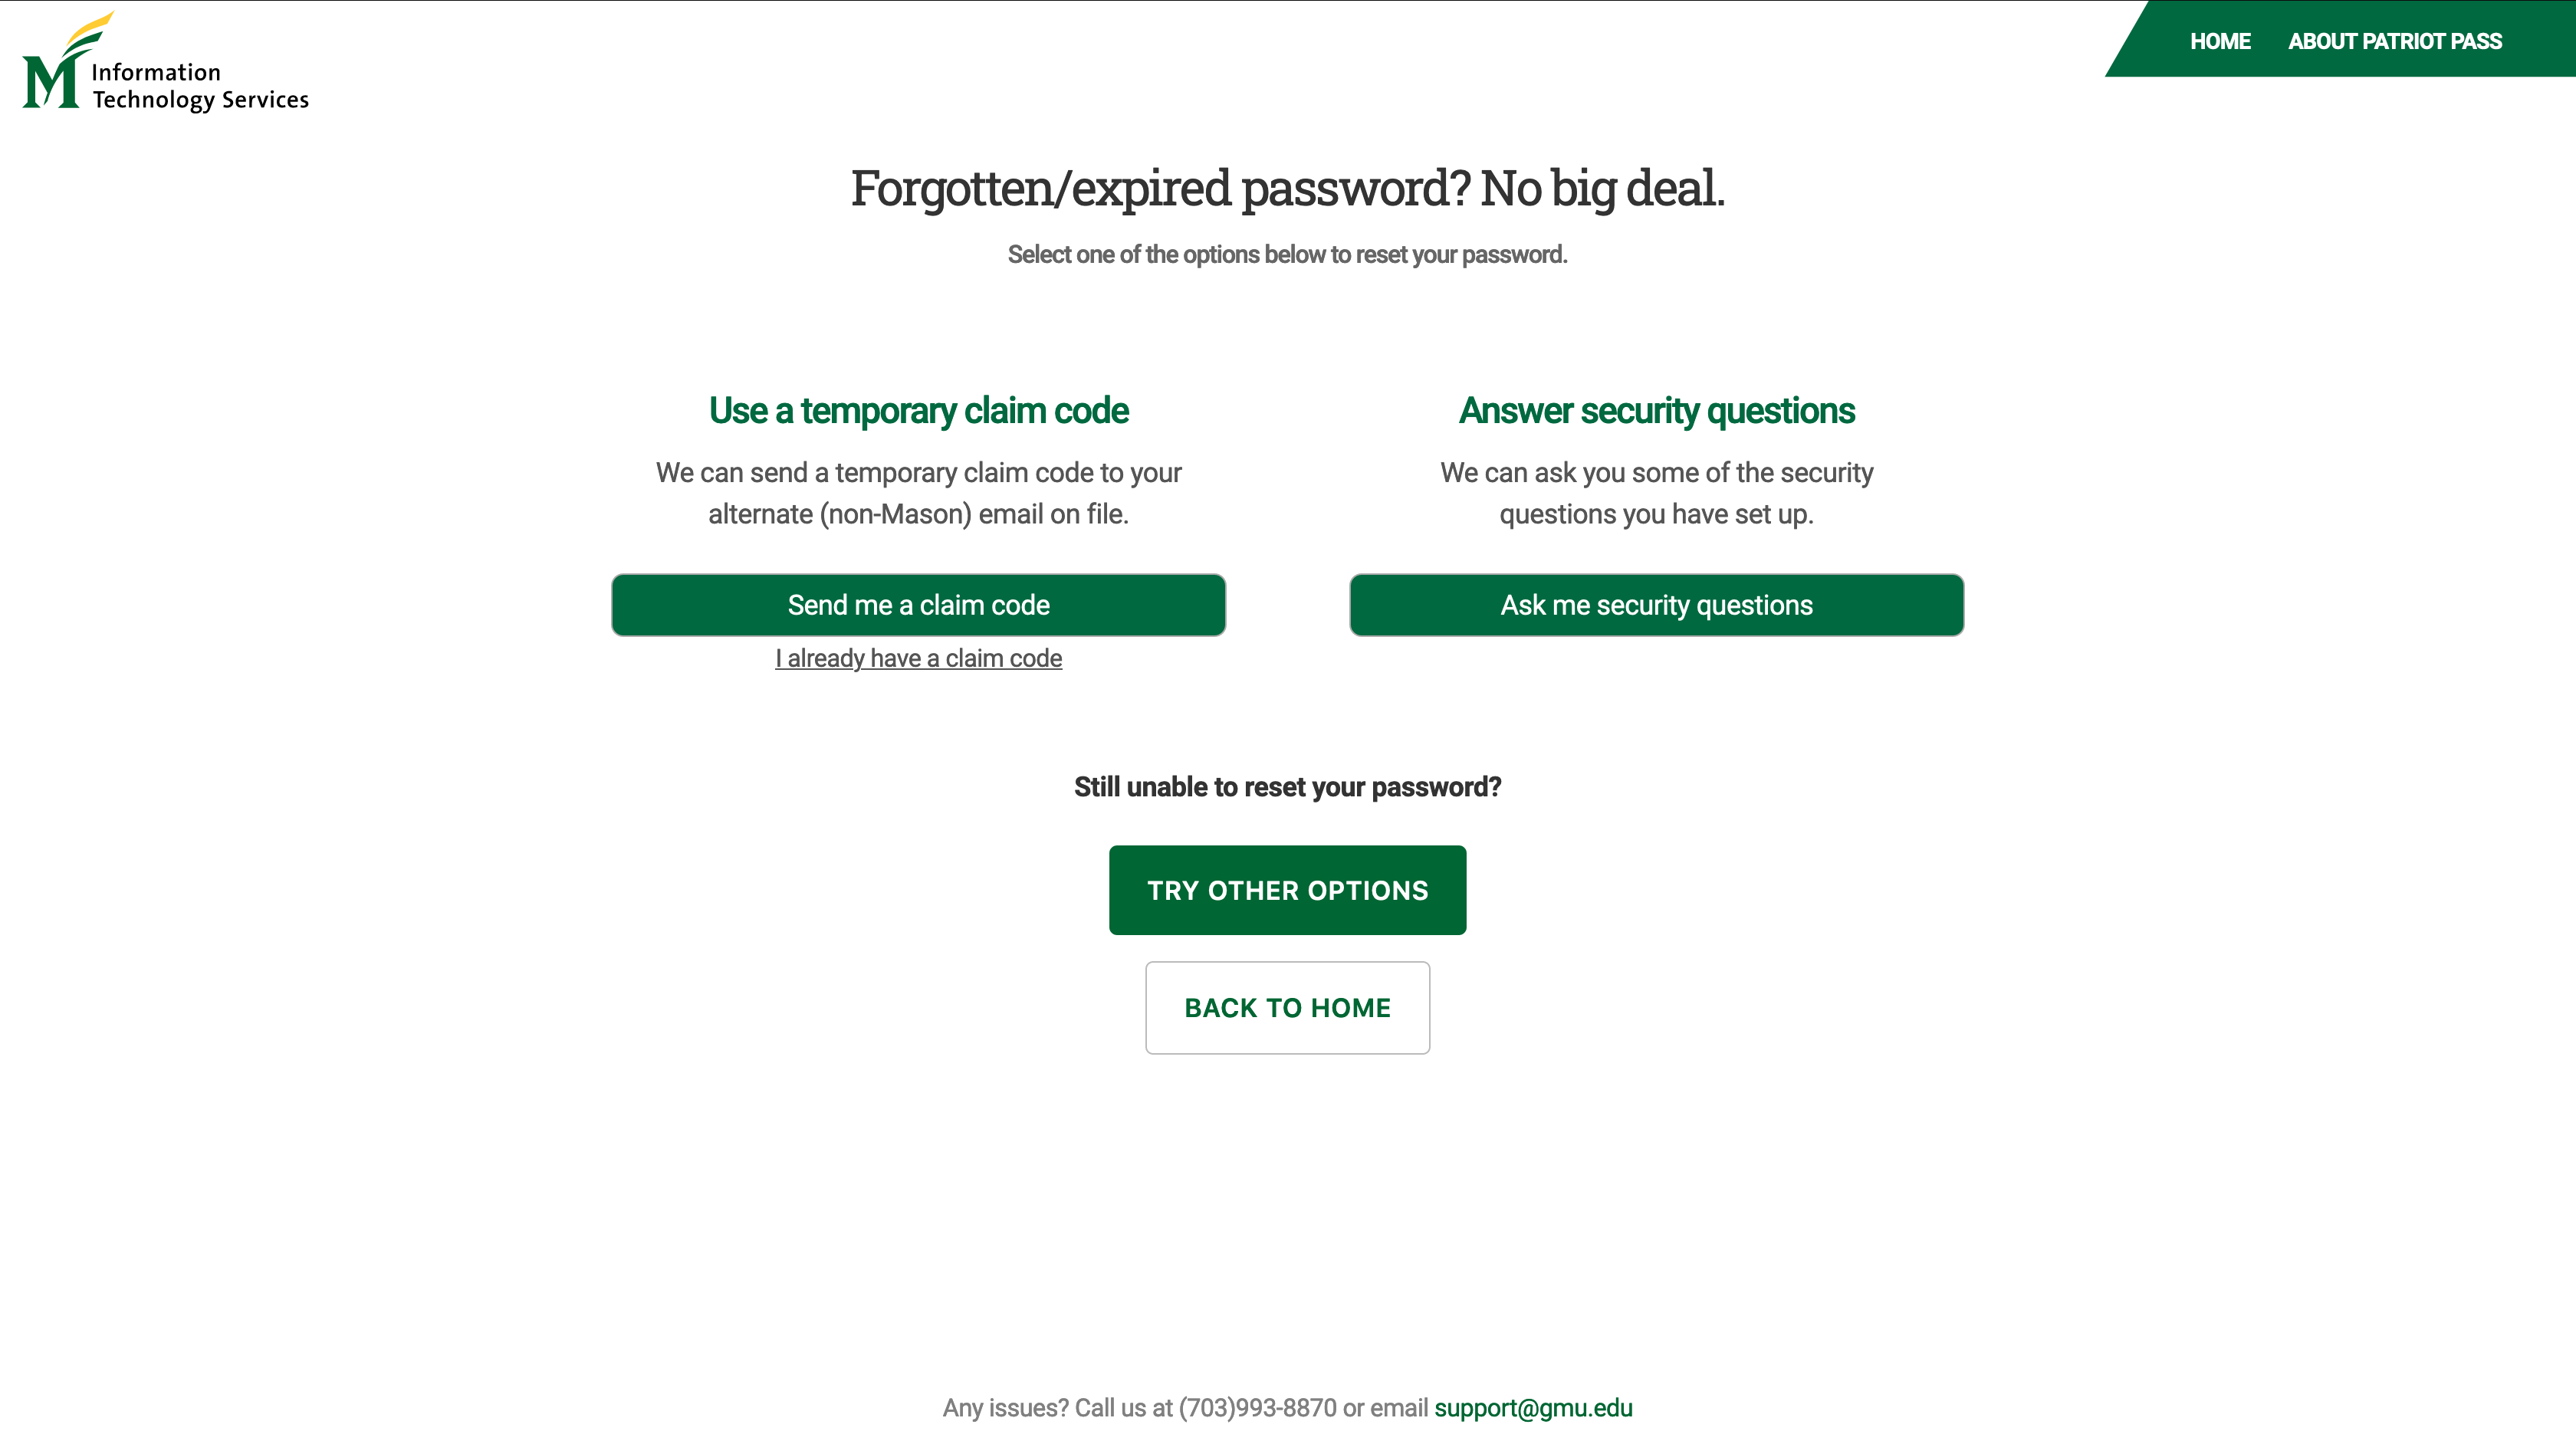 Information
Technology Services
HOME ABOUT PATRIOT PASS
Forgotten/expired password? No big deal.
Select one of the options below to reset your password.
Use a temporary claim code
We can send a temporary claim code to your
alternate (non-Mason) email on file.
Send me a claim code
I already have a claim code
Answer security questions
We can ask you some of the security
questions you have set up.
Ask me security questions
Still unable to reset your password?
TRY OTHER OPTIONS
BACK TO HOME
Any issues? Call us at (703)993-8870 or email support@gmu.edu